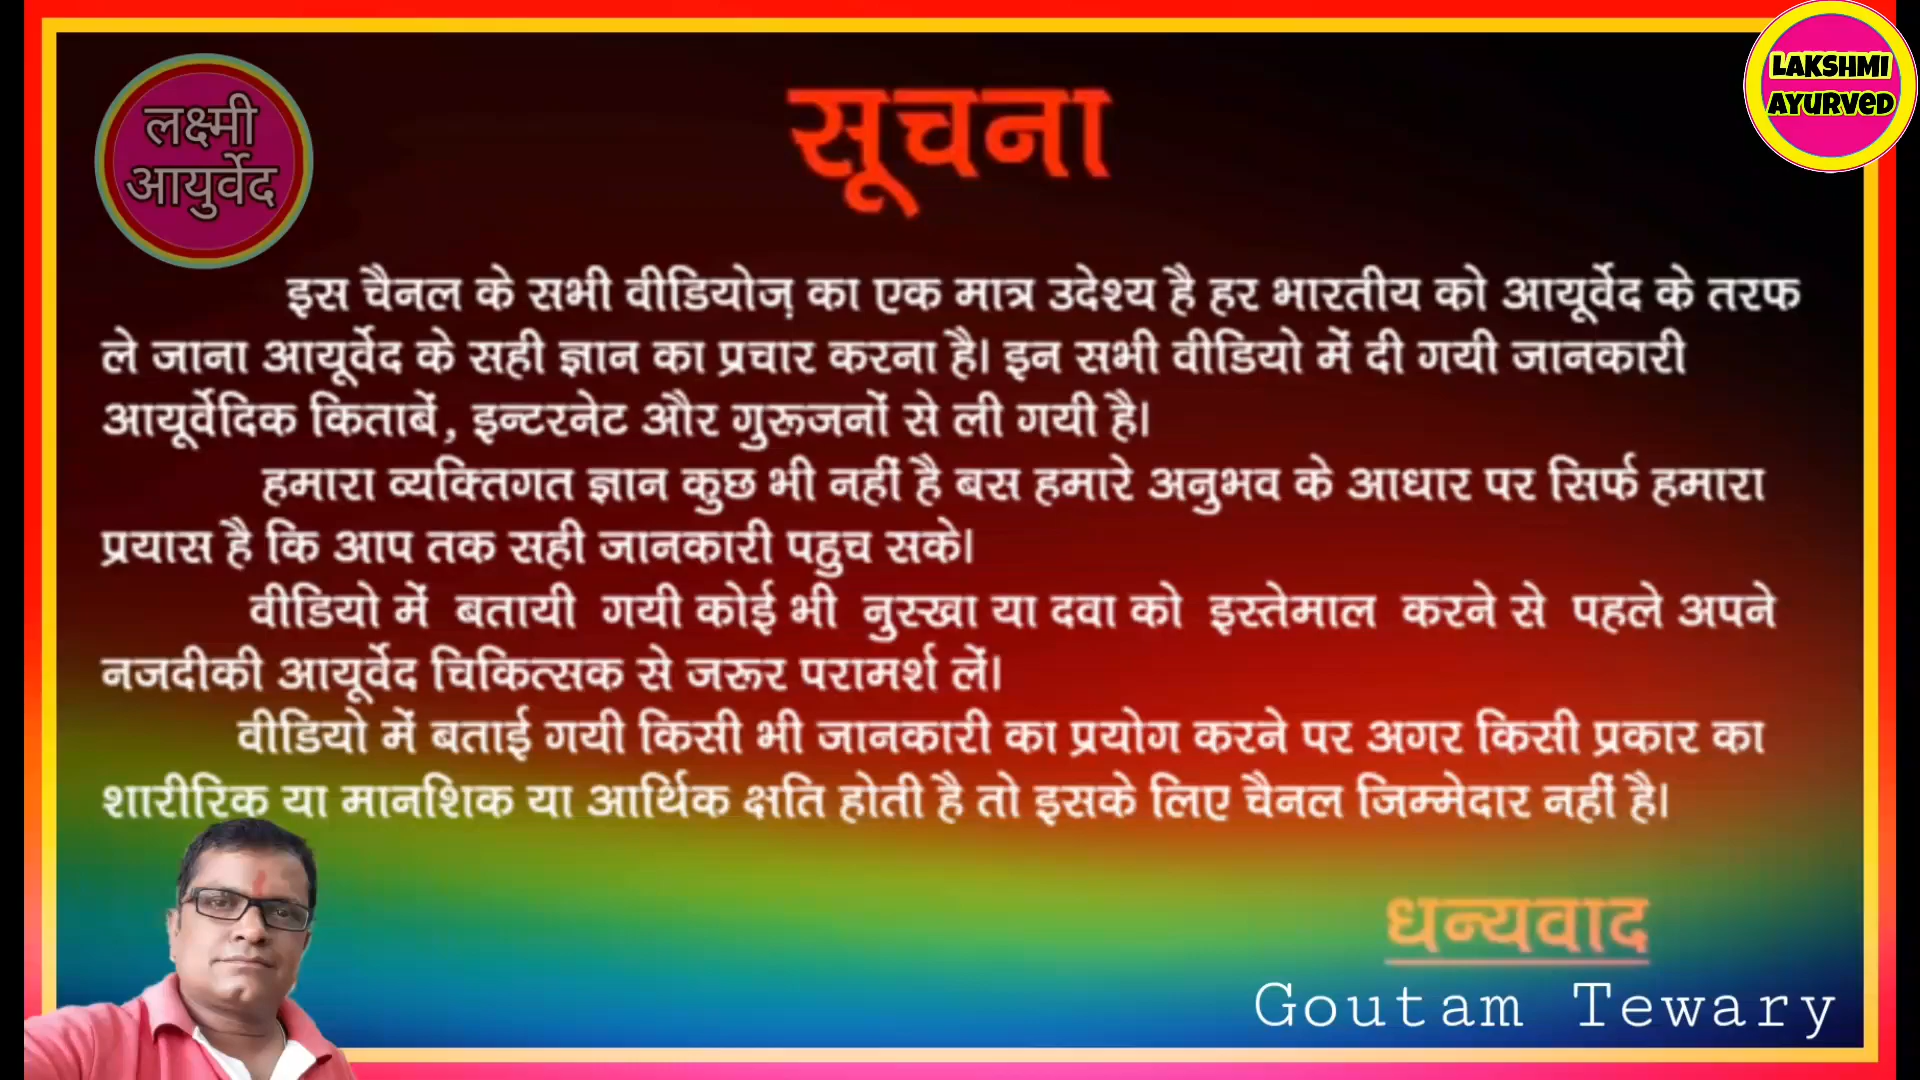 लक्ष्मी
आयुर्वेद
LAKSHMI
AYURVED
सूचना
इस चैनल के सभी वीडियोज़ का एक मात्र उदेश्य है हर भारतीय को आयूर्वेद के तरफ
ले जाना आयूर्वेद के सही ज्ञान का प्रचार करना है। इन सभी वीडियो में दी गयी जानकारी
आयूर्वेदिक किताबें, इन्टरनेट और गुरूजनों से ली गयी है।
हमारा व्यक्तिगत ज्ञान कुछ भी नहीं है बस हमारे अनुभव के आधार पर सिर्फ हमारा
प्रयास है कि आप तक सही जानकारी पहुच सके।
वीडियो में बतायी गयी कोई भी नुस्खा या दवा को इस्तेमाल करने से पहले अपने
नजदीकी आयूर्वेद चिकित्सक से जरूर परामर्श लें।
वीडियो में बताई गयी किसी भी जानकारी का प्रयोग करने पर अगर किसी प्रकार का
शारीरिक या मानशिक या आर्थिक क्षति होती है तो इसके लिए चैनल जिम्मेदार नहीं है।
धन्यवाद
Goutam Tewary